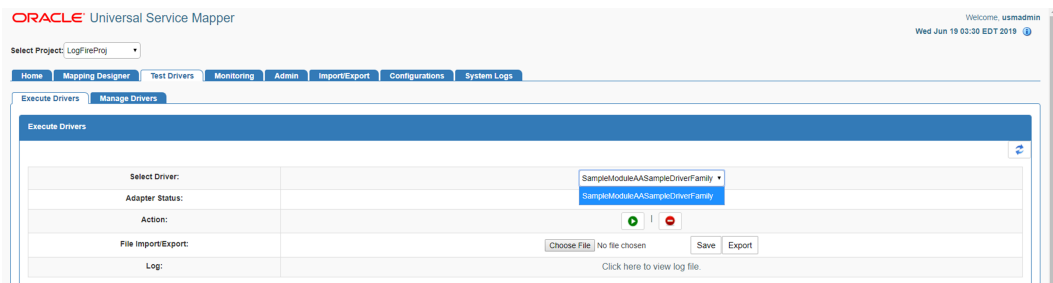 ORACLE® Universal Service Mapper
Welcome, usmadmin
Wed Jun 19 03:30 EDT 2019
Select Project: LogFireProj
Home Mapping Designer Test Drivers Monitoring Admin Import/Export Configurations System Logs
Execute Drivers Manage Drivers
Execute Drivers
Select Driver: SampleModuleAASampleDriverFamily
Adapter Status: SampleModuleAASampleDriverFamily
Action: |
File Import/Export: Choose File No file chosen Save Export
Log: Click here to view log file.